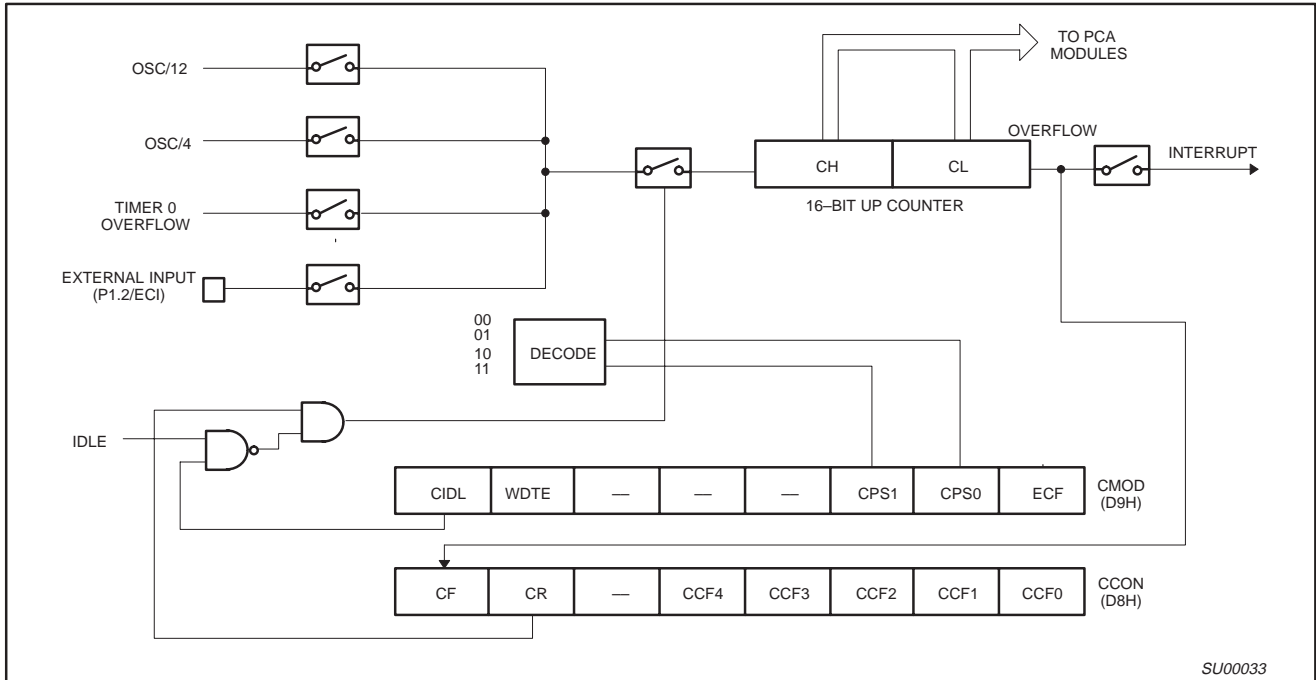 OSC/12
OSC/4
TIMER 0
OVERFLOW
EXTERNAL INPUT
(P1.2/ECI)
TO PCA
MODULES
OVERFLOW
INTERRUPT
CH
CL
16–BIT UP COUNTER
00
01
10
11
DECODE
IDLE
CIDL WDTE –– –– –– CPS1 CPS0 ECF
CMOD
(D9H)
CF CR –– CCF4 CCF3 CCF2 CCF1 CCF0
CCON
(D8H)
SU00033